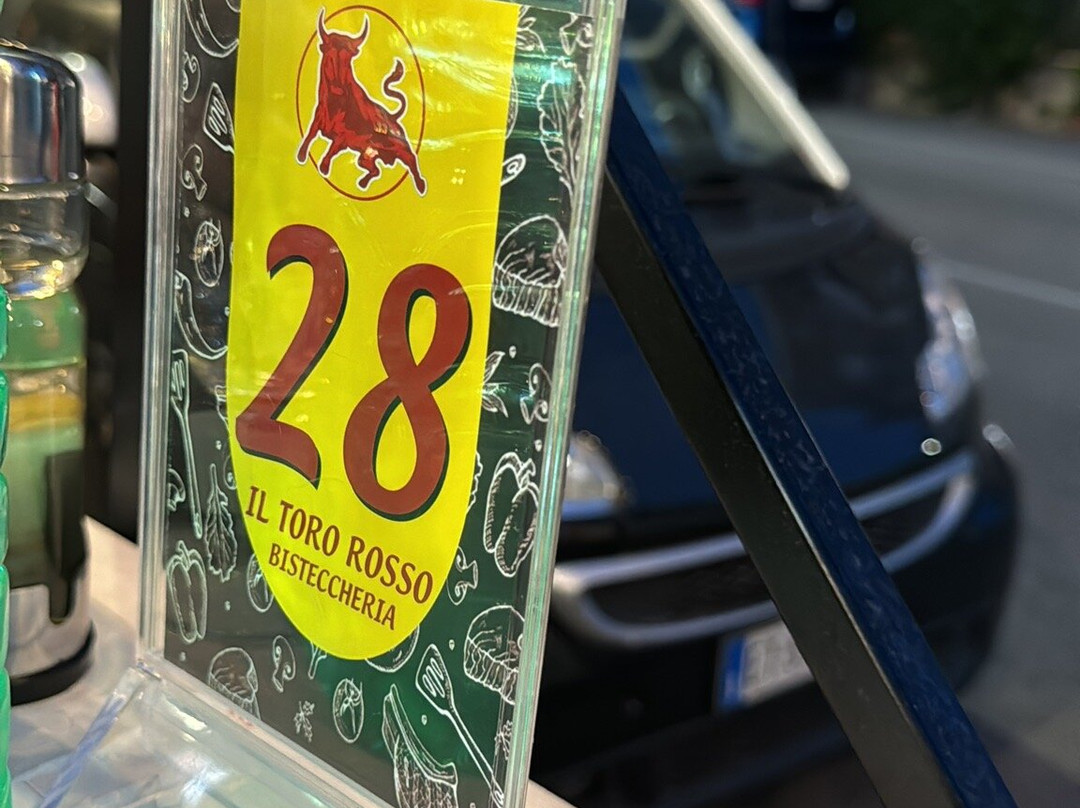 28
IL TORO ROSSO
BISTECCHERIA